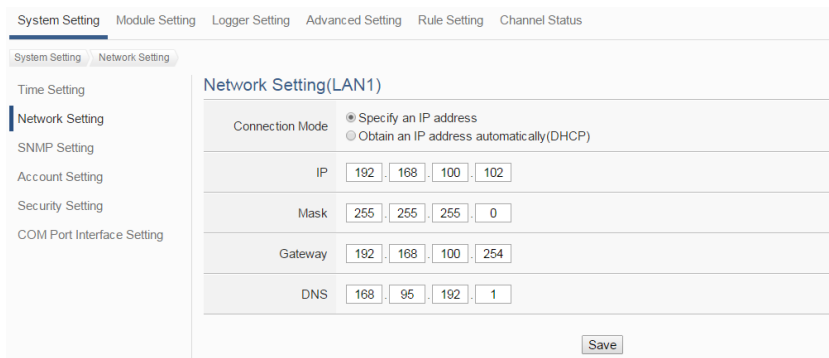 System Setting Module Setting Logger Setting Advanced Setting Rule Setting Channel Status
System Setting Network Setting
Time Setting
Network Setting
SNMP Setting
Account Setting
Security Setting
COM Port Interface Setting
Network Setting(LAN1)
Connection Mode Specify an IP address
Obtain an IP address automatically(DHCP)
IP 192 . 168 . 100 . 102
Mask 255 . 255 . 255 . 0
Gateway 192 . 168 . 100 . 254
DNS 168 . 95 . 192 . 1
Save